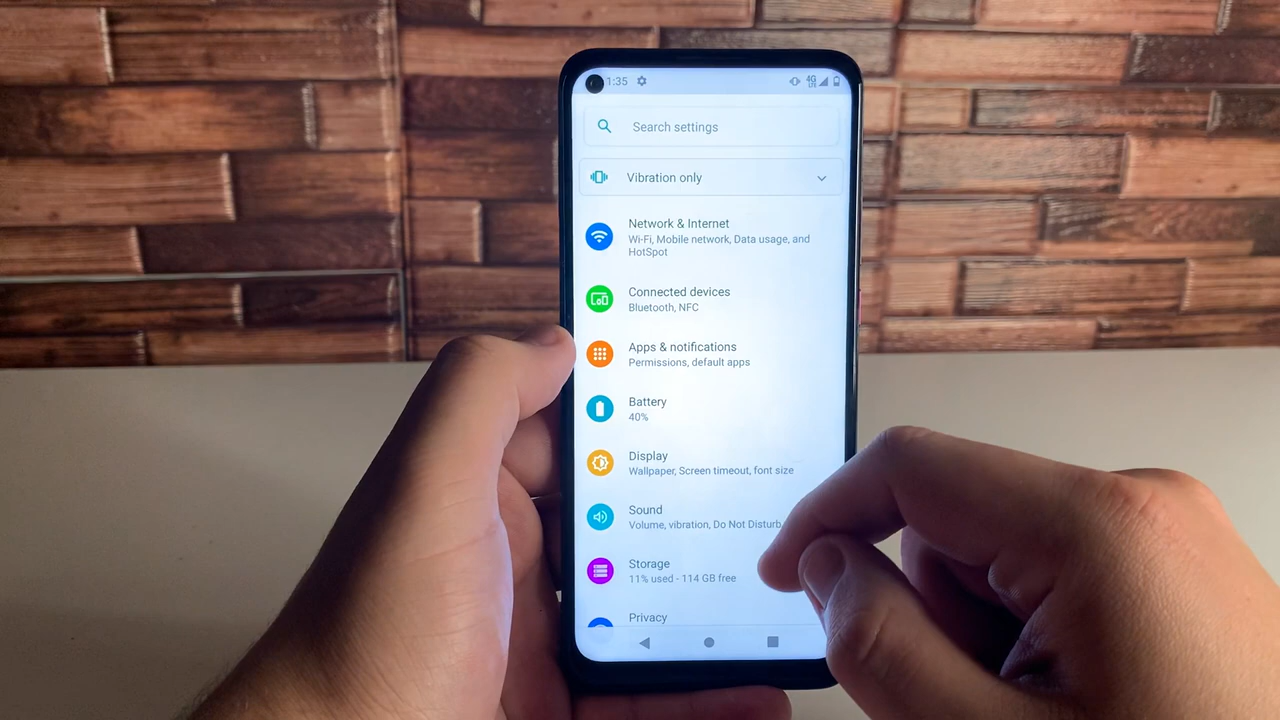 1:35
4G
LTE
Search settings
Vibration only
Network & Internet
Wi-Fi, Mobile network, Data usage, and
HotSpot
Connected devices
Bluetooth, NFC
Apps & notifications
Permissions, default apps
Battery
40%
Display
Wallpaper, Screen timeout, font size
Sound
Volume, vibration, Do Not Disturb
Storage
11% used - 114 GB free
Privacy